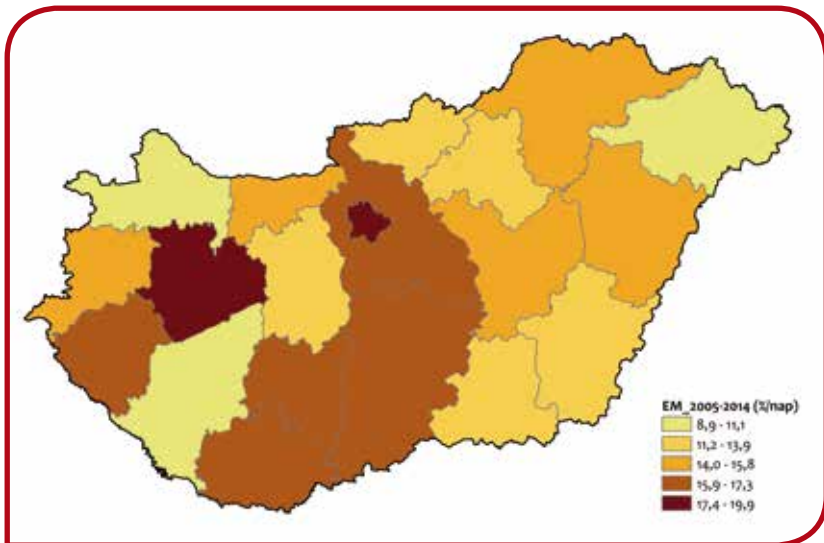 EM_2005-2014 (%/nap)
8,9 - 11,1
11,2 - 13,9
14,0 - 15,8
15,9 - 17,3
17,4 - 19,9